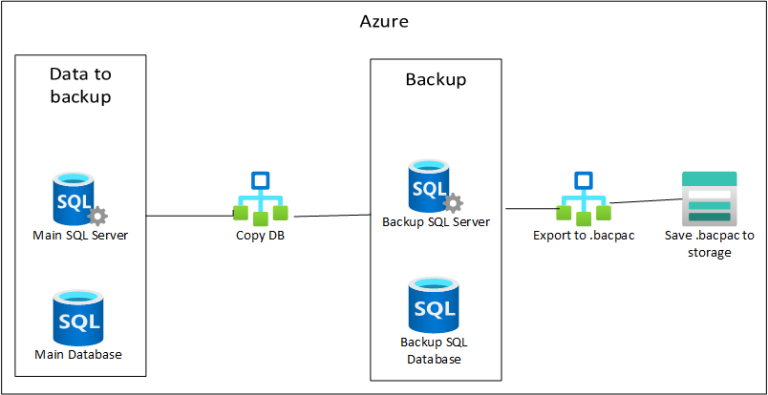 Azure
Data to
backup
Backup
SQL
Main SQL Server
Copy DB
SQL
Backup SQL Server
Export to .bacpac
Save .bacpac to
storage
SQL
Main Database
SQL
Backup SQL
Database